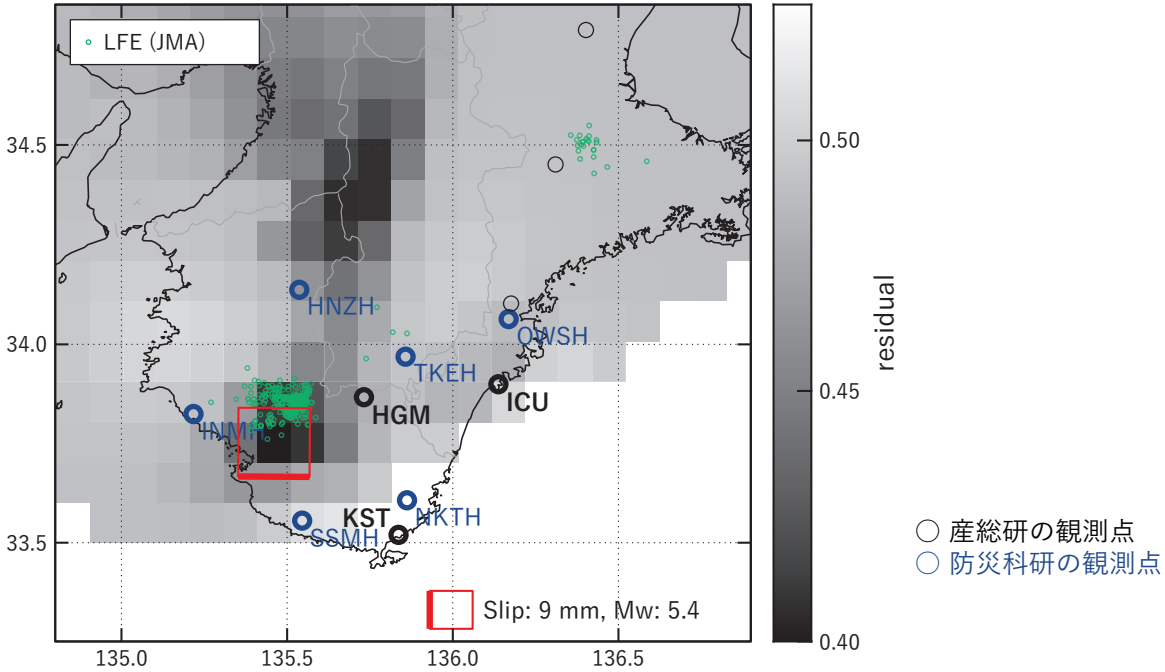 LFE (JMA)
34.5
34.0
33.5
HNZH
OWSH
TKEH
ICU
HGM
INMH
KST
NKTH
SSMH
Slip: 9 mm, Mw: 5.4
135.0
135.5
136.0
136.5
0.50
0.45
0.40
residual
産総研の観測点
防災科研の観測点